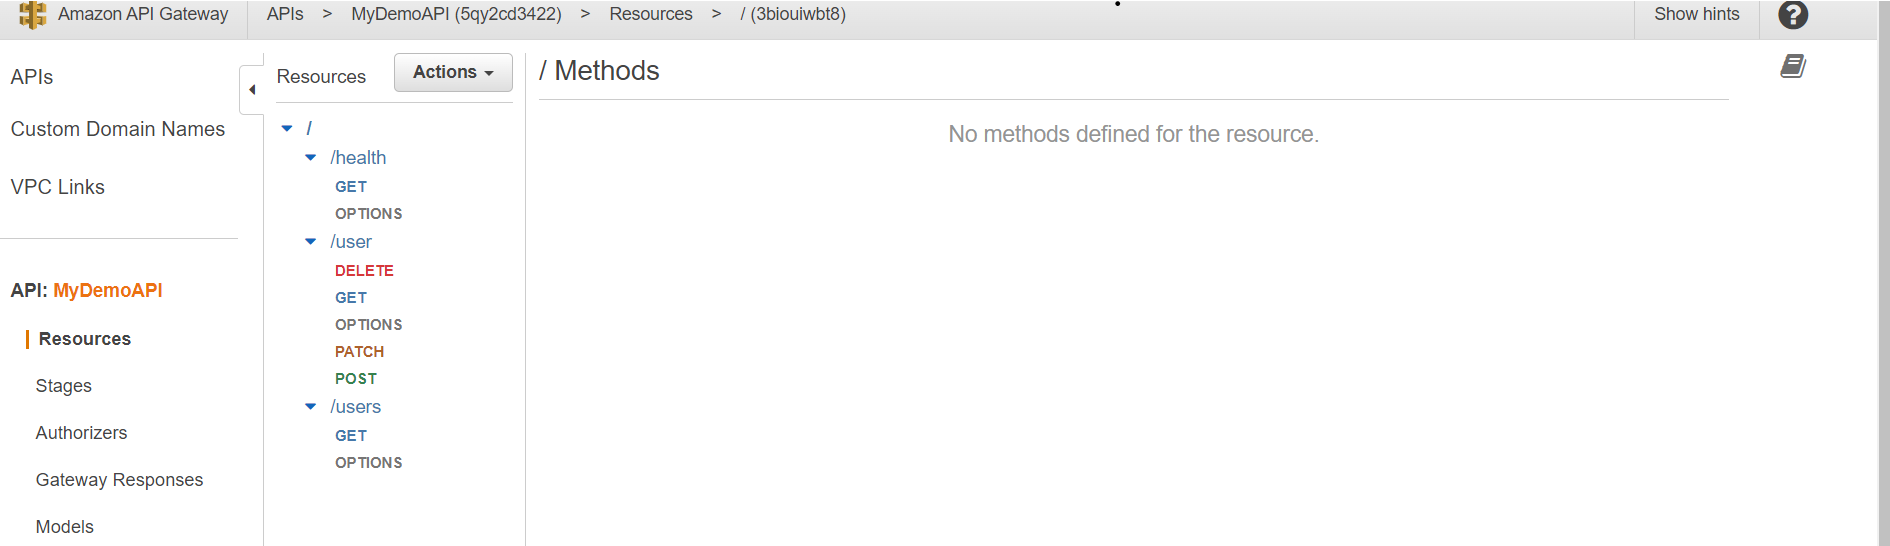 Amazon API Gateway APIs > MyDemoAPI (5qy2cd3422) > Resources > / (3biouiwbt8) Show hints ?
APIs
Custom Domain Names
VPC Links
API: MyDemoAPI
Resources
Stages
Authorizers
Gateway Responses
Models
Resources Actions
/
/health
GET
OPTIONS
/user
DELETE
GET
OPTIONS
PATCH
POST
/users
GET
OPTIONS
/ Methods
No methods defined for the resource.